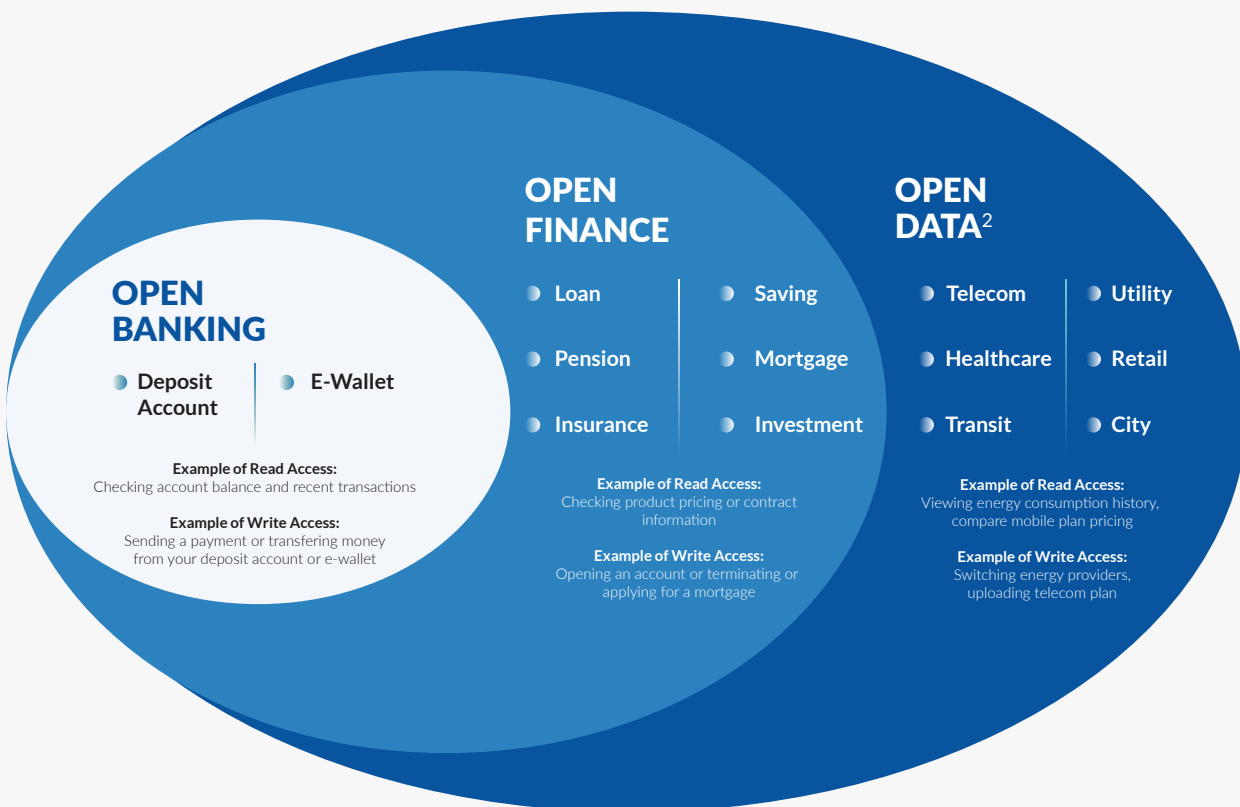 OPEN
BANKING
Deposit
Account
E-Wallet
Example of Read Access:
Checking account balance and recent transactions
Example of Write Access:
Sending a payment or transfering money
from your deposit account or e-wallet
OPEN
FINANCE
Loan
Saving
Pension
Mortgage
Insurance
Investment
Example of Read Access:
Checking product pricing or contract
information
Example of Write Access:
Opening an account or terminating or
applying for a mortgage
OPEN
DATA²
Telecom
Utility
Healthcare
Retail
Transit
City
Example of Read Access:
Viewing energy consumption history,
compare mobile plan pricing
Example of Write Access:
Switching energy providers,
uploading telecom plan